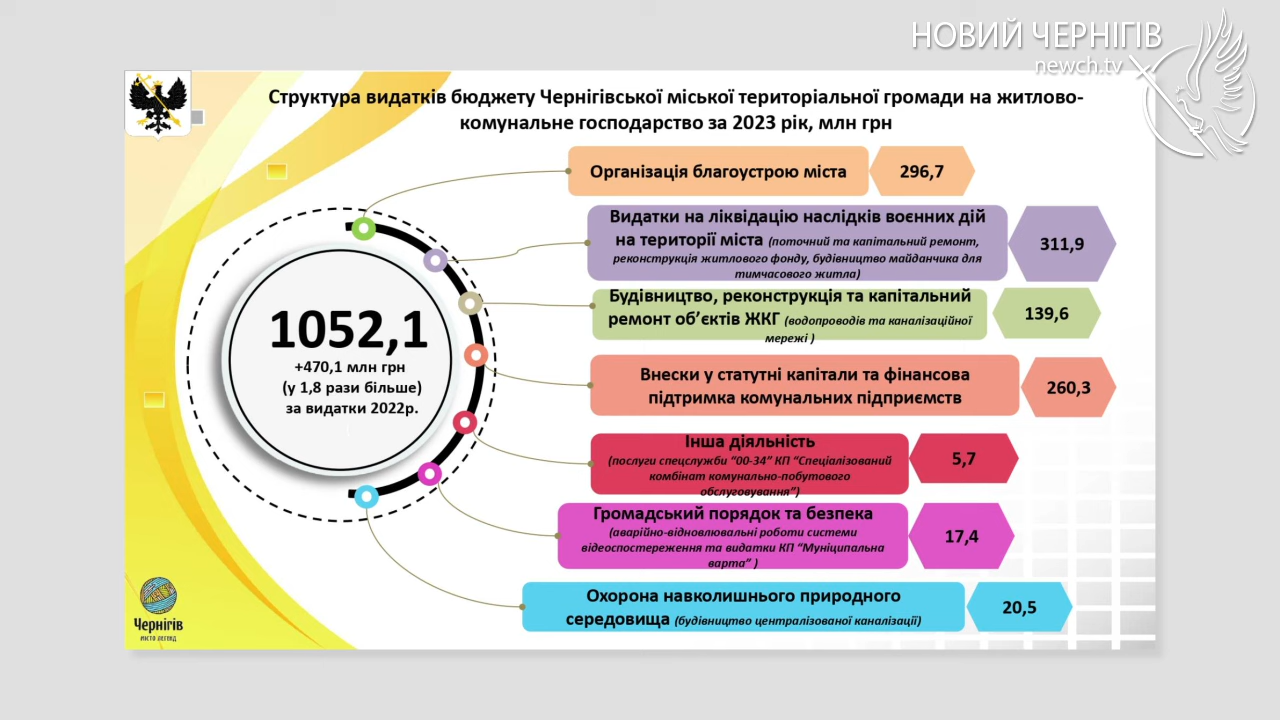 НОВИЙ ЧЕРНІГІВ
newch.tv
Структура видатків бюджету Чернігівської міської територіальної громади на житлово-
комунальне господарство за 2023 рік, млн грн
Організація благоустрою міста
296,7
Видатки на ліквідацію наслідків воєнних дій
на території міста (поточний та капітальний ремонт,
реконструкція житлового фонду, будівництво майданчика для
тимчасового житла)
311,9
Будівництво, реконструкція та капітальний
ремонт об’єктів ЖКГ (водопроводів та каналізаційної
мережі )
139,6
1052,1
+470,1 млн грн
(у 1,8 рази більше)
за видатки 2022р.
Внески у статутні капітали та фінансова
підтримка комунальних підприємств
260,3
Інша діяльність
(послуги спецслужби “00-34” КП “Спеціалізований
комбінат комунально-побутового
обслуговування”)
5,7
Громадський порядок та безпека
(аварійно-відновлювальні роботи системи
відеоспостереження та видатки КП “Муніципальна
варта” )
17,4
Охорона навколишнього природного
середовища (будівництво централізованої каналізації)
20,5
Чернігів
місто легенд